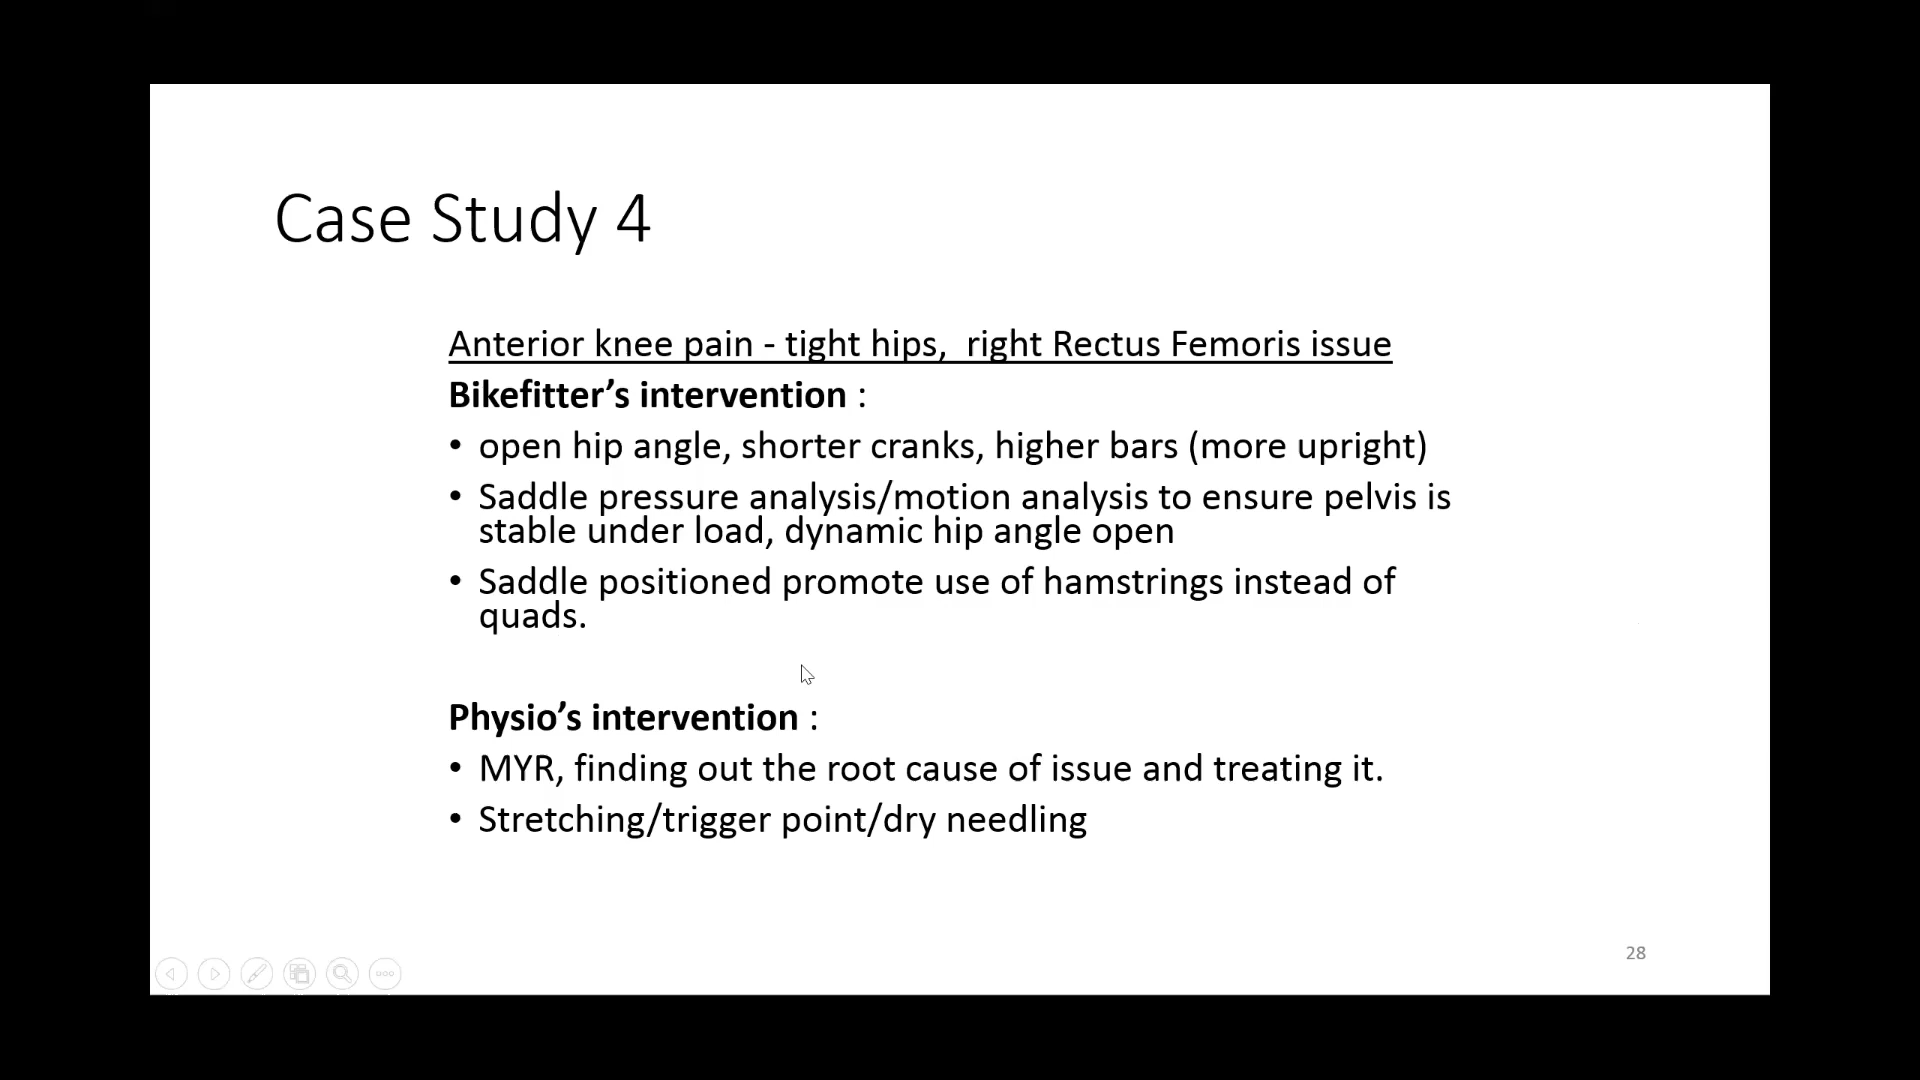 Case Study 4
Anterior knee pain - tight hips,  right Rectus Femoris issue
Bikefitter’s intervention :
• open hip angle, shorter cranks, higher bars (more upright)
• Saddle pressure analysis/motion analysis to ensure pelvis is
stable under load, dynamic hip angle open
• Saddle positioned promote use of hamstrings instead of
quads.
Physio’s intervention :
• MYR, finding out the root cause of issue and treating it.
• Stretching/trigger point/dry needling
28